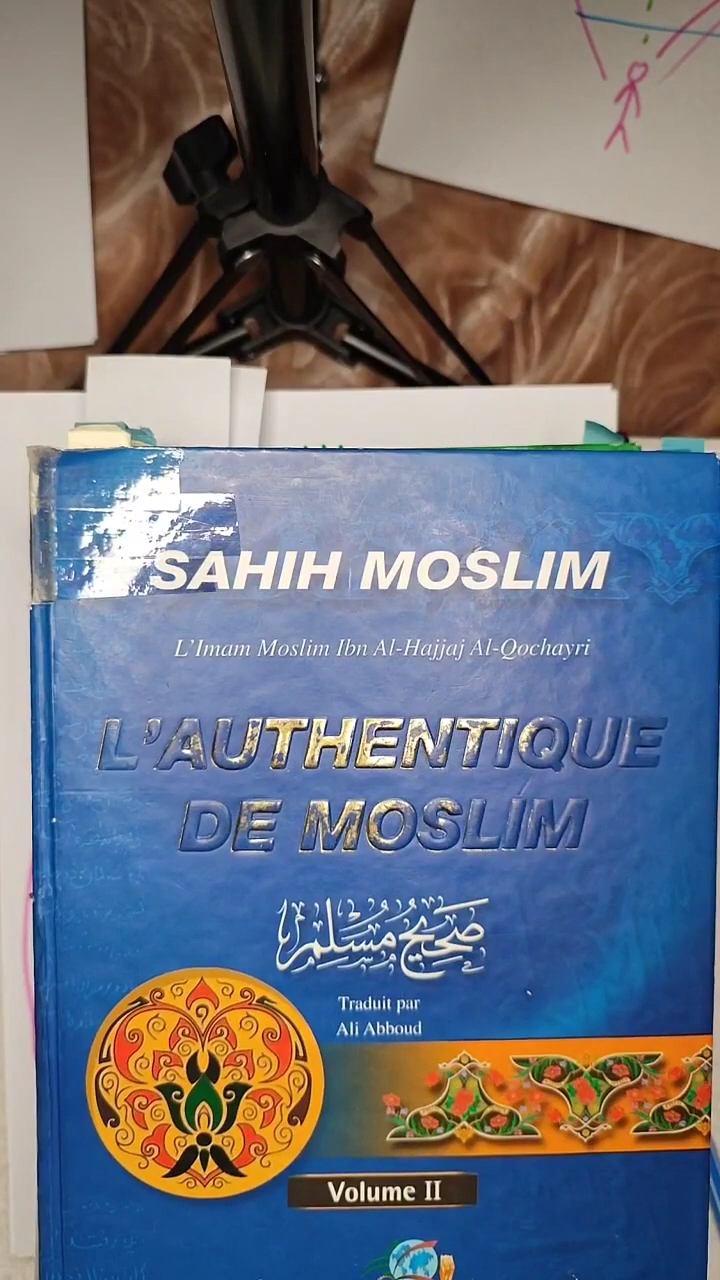 SAHIH MOSLIM
L'Imam Moslim Ibn Al-Hajjaj Al-Qochayri
L'AUTHENTIQUE
DE MOSLIM
صحيح مسلم
Traduit par
Ali Abboud
Volume II